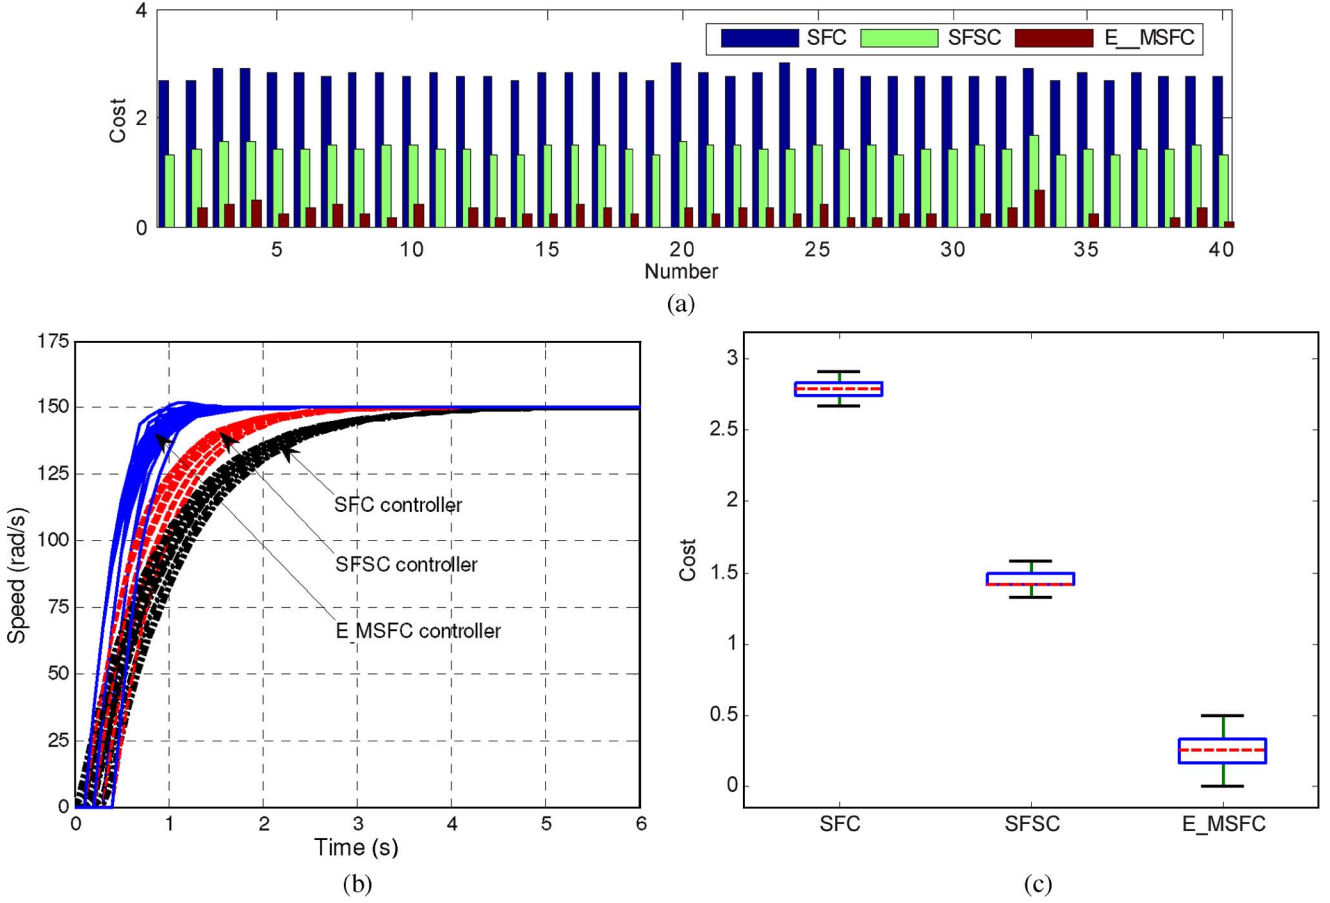 4
SFC SFSC E__MSFC
Cost
2
0
5 10 15 20 25 30 35 40
Number
(a)
175
150
125
100
75
50
25
0
Speed (rad/s)
SFC controller
SFSC controller
E_MSFC controller
0 1 2 3 4 5 6
Time (s)
(b)
3
2.5
2
1.5
1
0.5
0
Cost
SFC SFSC E_MSFC
(c)